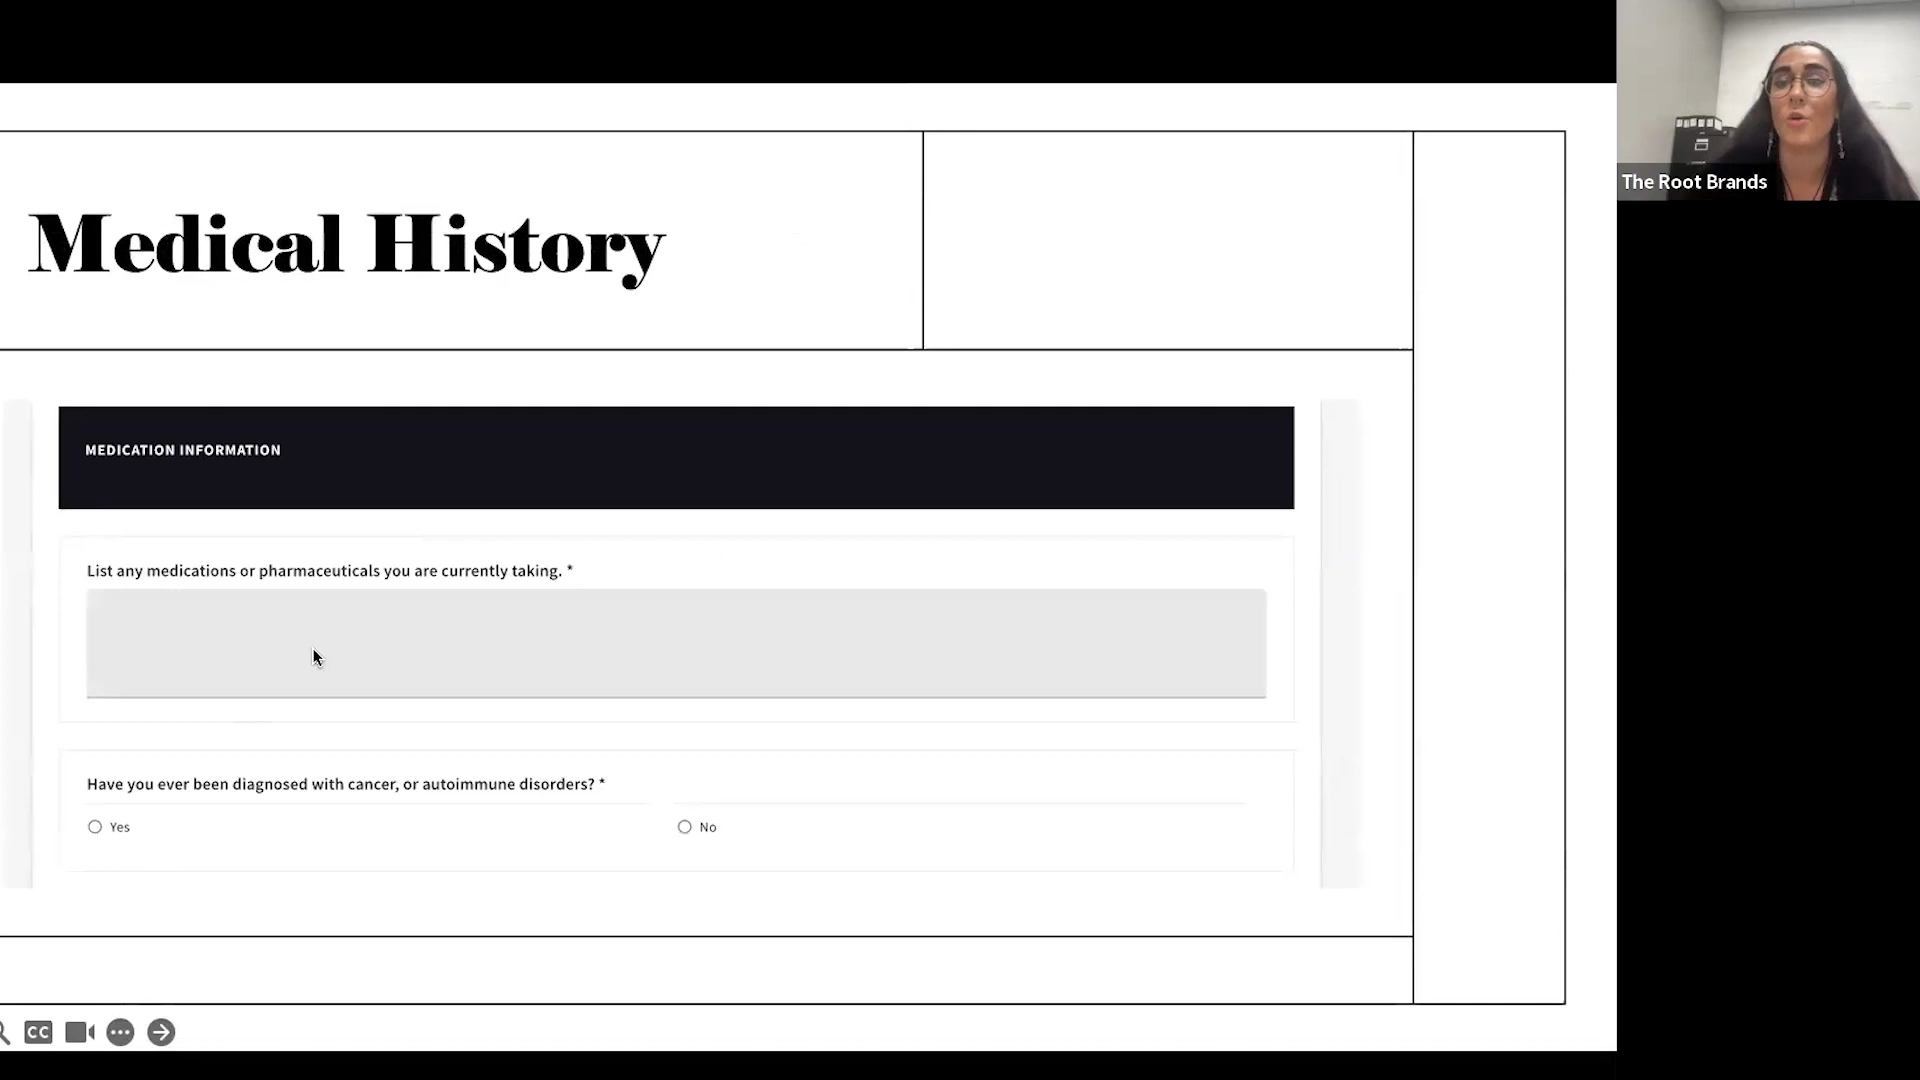 Medical History
The Root Brands
MEDICATION INFORMATION
List any medications or pharmaceuticals you are currently taking. *
Have you ever been diagnosed with cancer, or autoimmune disorders? *
Yes
No
CC